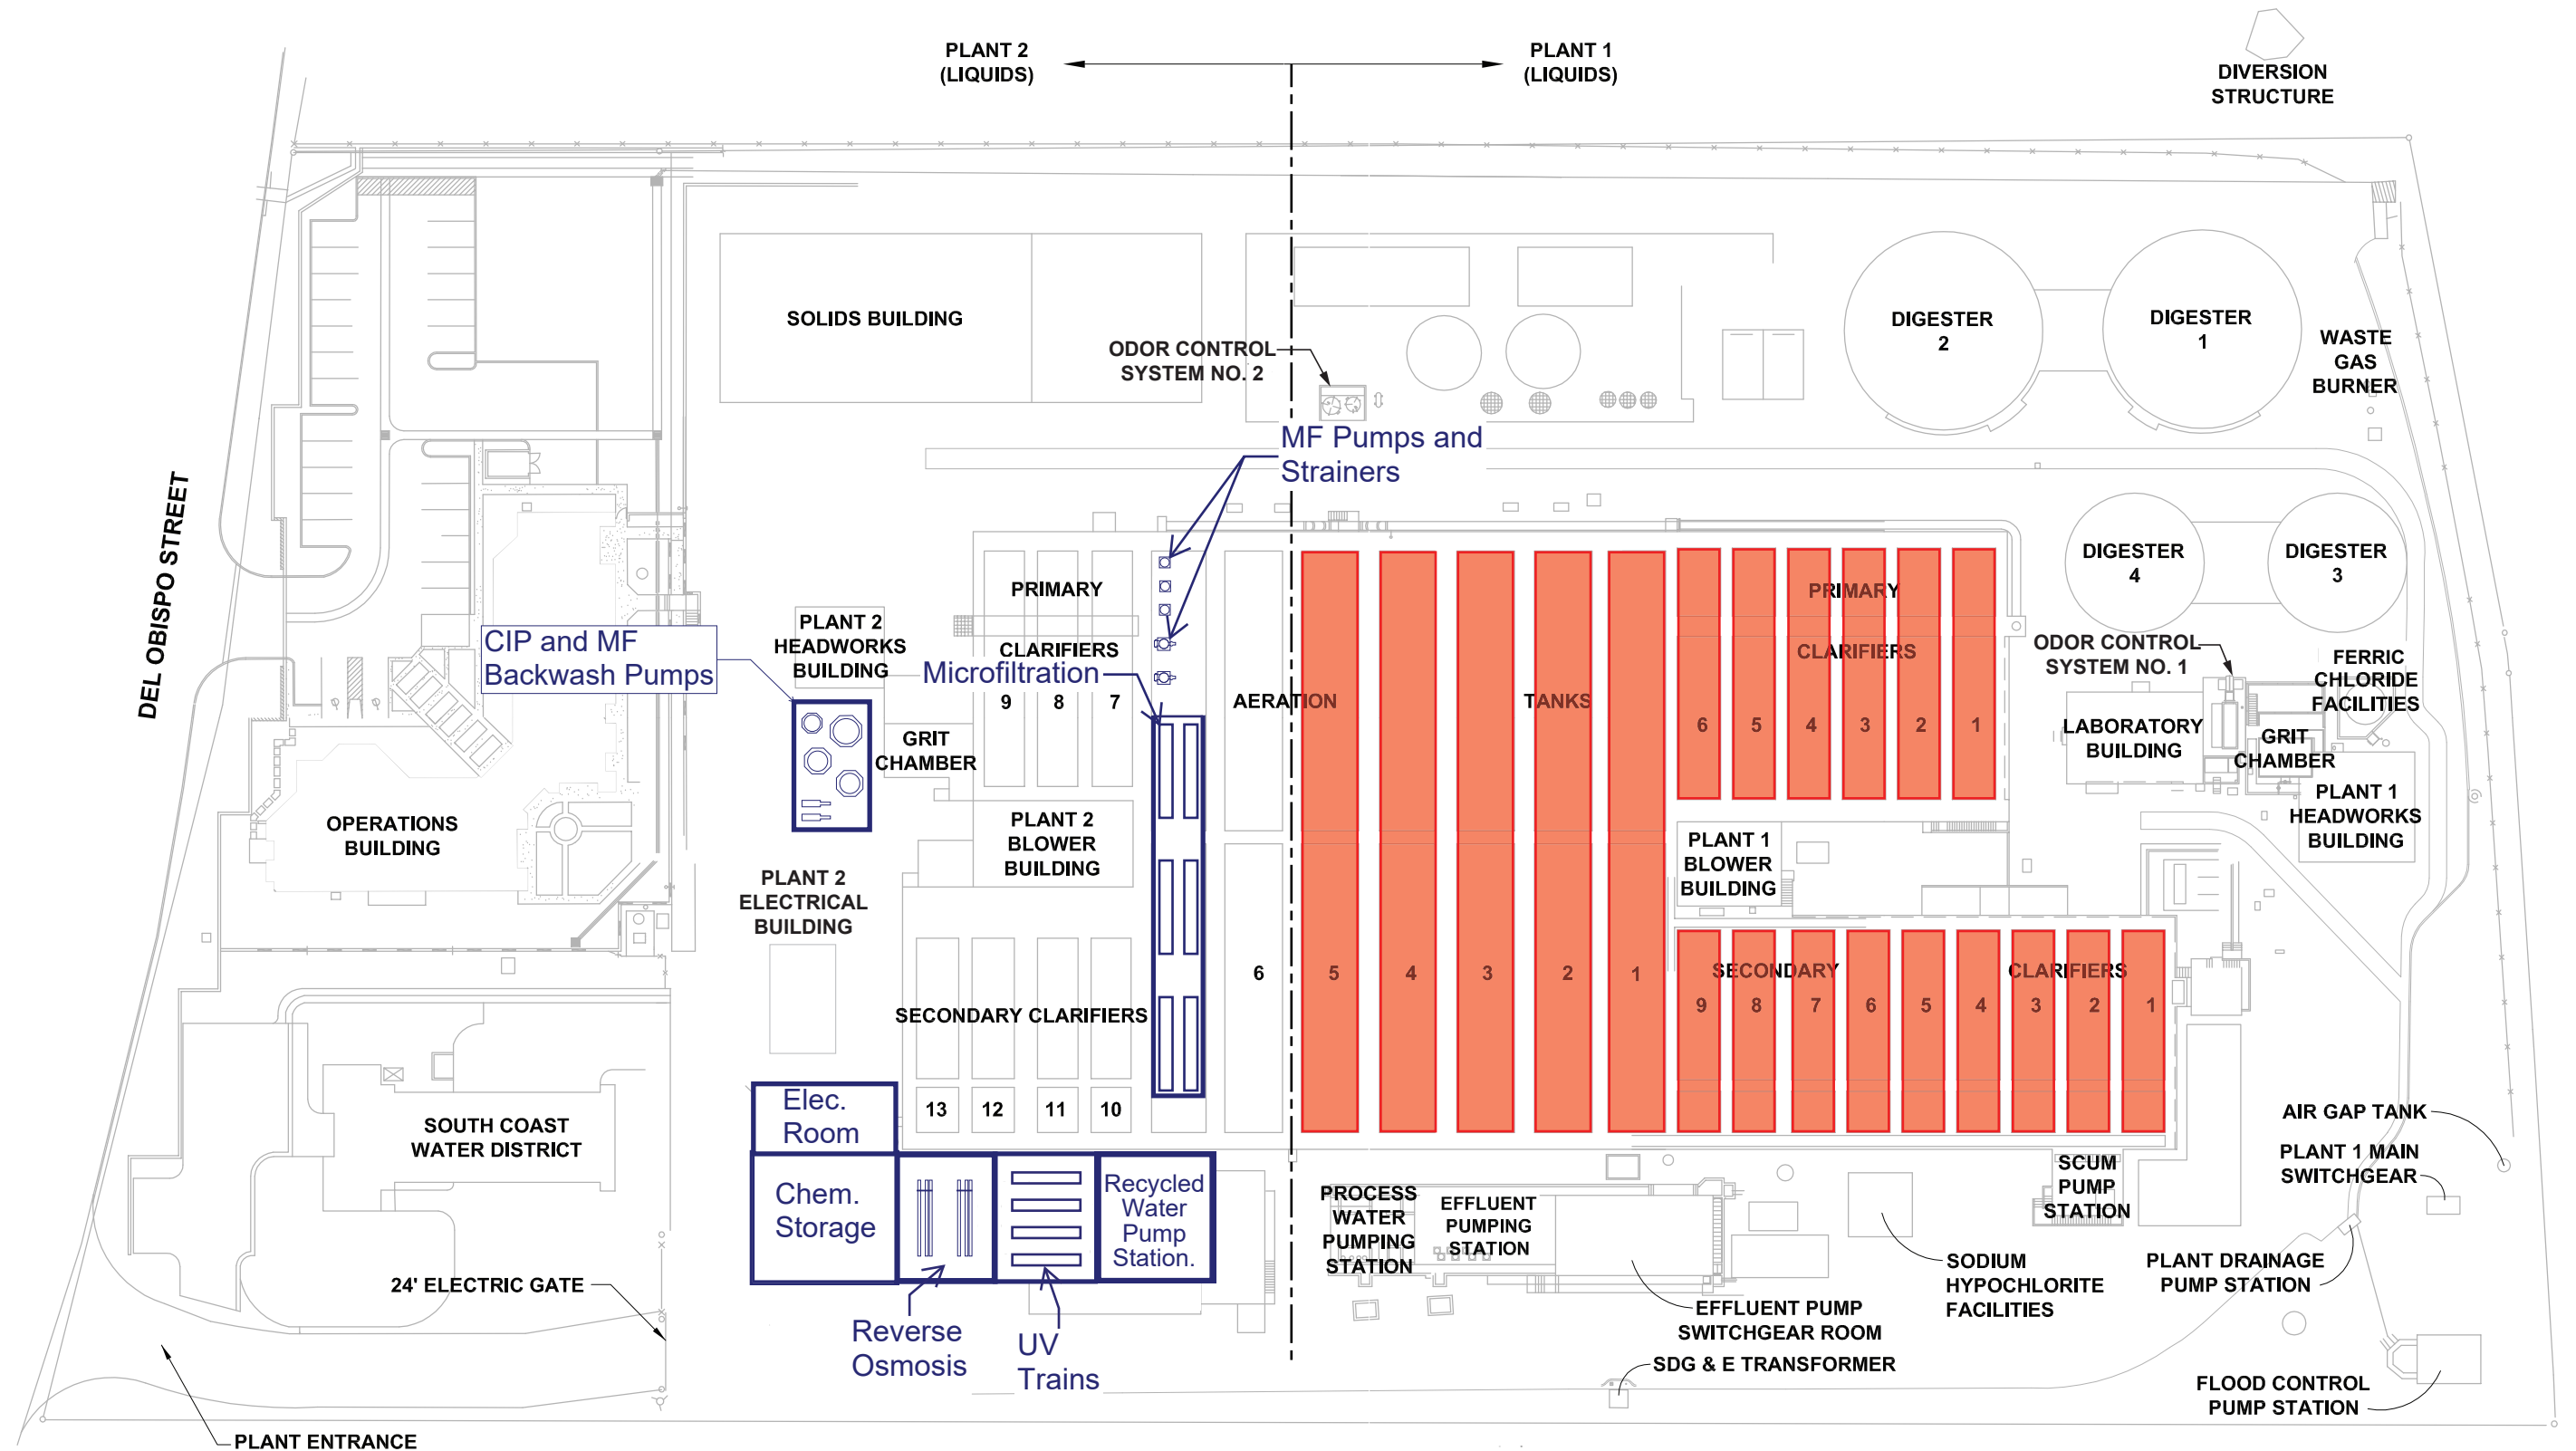 PLANT 2
(LIQUIDS)
PLANT 1
(LIQUIDS)
DIVERSION
STRUCTURE
SOLIDS BUILDING
ODOR CONTROL
SYSTEM NO. 2
DIGESTER
2
DIGESTER
1
WASTE
GAS
BURNER
MF Pumps and
Strainers
DEL OBISPO STREET
DIGESTER
4
DIGESTER
3
PRIMARY
CLARIFIERS
9 8 7
PLANT 2
HEADWORKS
BUILDING
CIP and MF
Backwash Pumps
Microfiltration
AERATION TANKS
PRIMARY
CLARIFIERS
6 5 4 3 2 1
ODOR CONTROL
SYSTEM NO. 1
FERRIC
CHLORIDE
FACILITIES
LABORATORY
BUILDING
GRIT
CHAMBER
GRIT
CHAMBER
PLANT 1
HEADWORKS
BUILDING
OPERATIONS
BUILDING
PLANT 2
BLOWER
BUILDING
PLANT 1
BLOWER
BUILDING
PLANT 2
ELECTRICAL
BUILDING
6 5 4 3 2 1
SECONDARY CLARIFIERS
9 8 7 6 5 4 3 2 1
SECONDARY CLARIFIERS
13 12 11 10
Elec.
Room
SOUTH COAST
WATER DISTRICT
AIR GAP TANK
PLANT 1 MAIN
SWITCHGEAR
Chem.
Storage
Recycled
Water
Pump
Station.
PROCESS
WATER
PUMPING
STATION
EFFLUENT
PUMPING
STATION
SCUM
PUMP
STATION
24' ELECTRIC GATE
SODIUM
HYPOCHLORITE
FACILITIES
PLANT DRAINAGE
PUMP STATION
Reverse
Osmosis
UV
Trains
EFFLUENT PUMP
SWITCHGEAR ROOM
SDG & E TRANSFORMER
FLOOD CONTROL
PUMP STATION
PLANT ENTRANCE